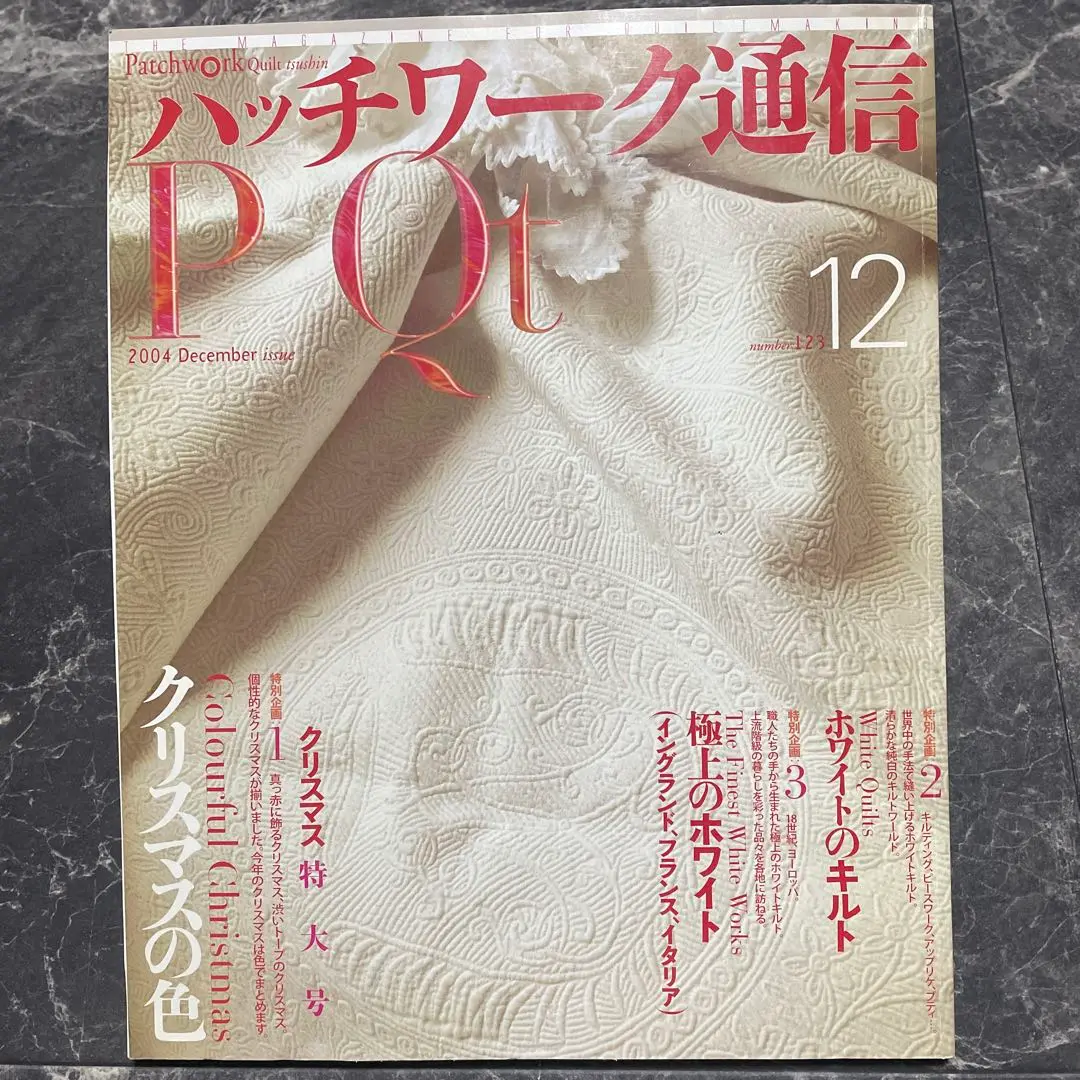 THE MAGAZINE FOR QUILTMAKING
Patchwork Quilt tsushin
パッチワーク通信
PQt
2004 December issue
number.123
12
特別企画:2
キルティング、ピースワーク、アップリケ、ブティ…。
世界中の手法で縫い上げるホワイトキルト。
清らかな純白のキルトワールド。
White Quilts
ホワイトのキルト
特別企画:3
18世紀、ヨーロッパ。
職人たちの手から生まれた極上のホワイトキルト。
上流階級の暮らしを彩った品々を各地に訪ねる。
The Finest White Works
極上のホワイト
(イングランド、フランス、イタリア)
クリスマス特大号
特別企画:1
真っ赤に飾るクリスマス、渋いトープのクリスマス。
個性的なクリスマスが揃いました。今年のクリスマスは色でまとめます。
Colourful Christmas
クリスマスの色